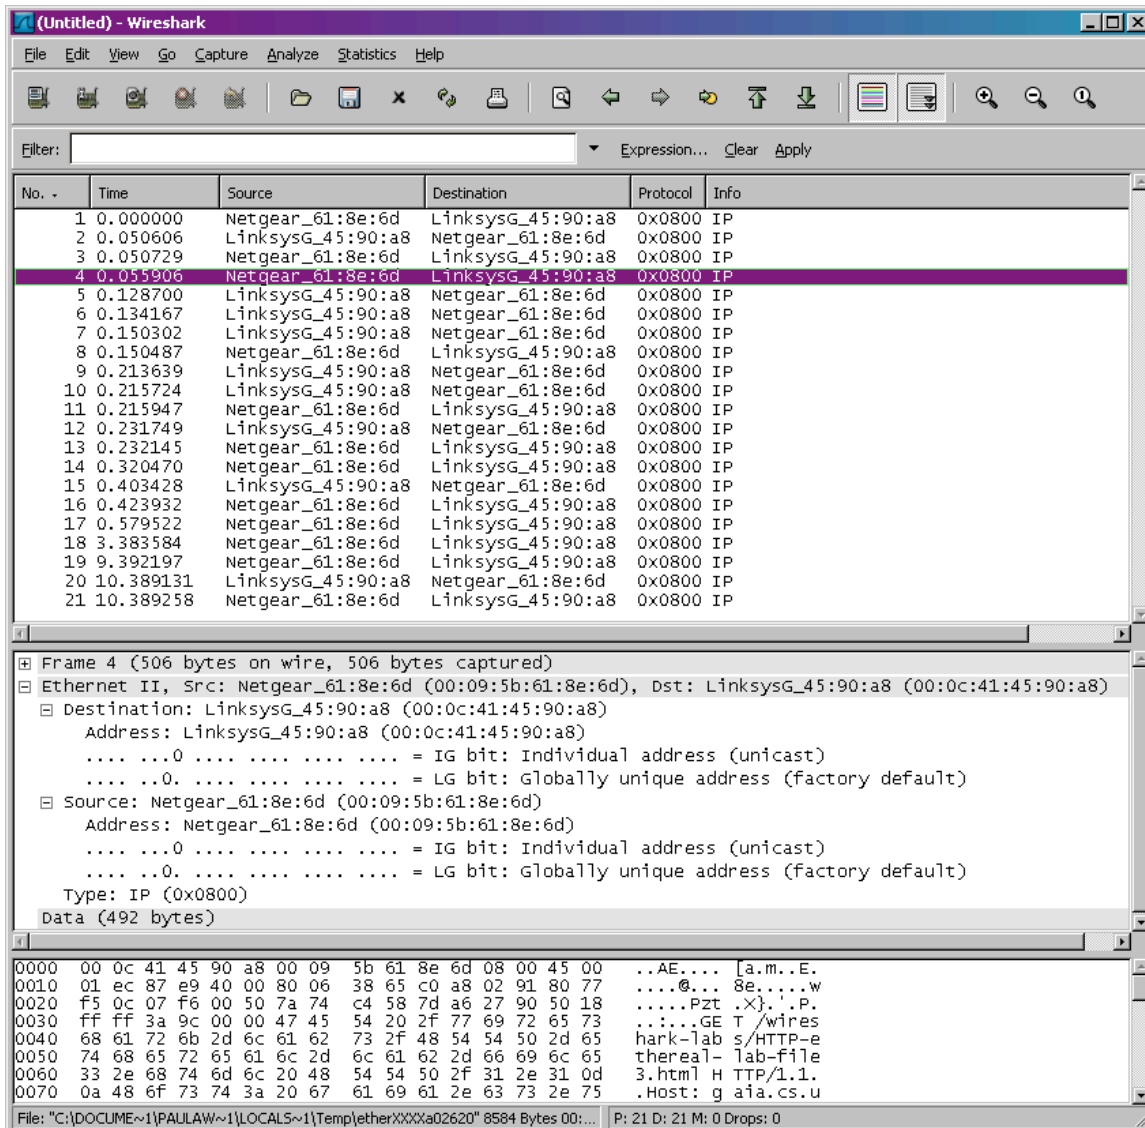 (Untitled) - Wireshark
File Edit View Go Capture Analyze Statistics Help
Filter: Expression... Clear Apply
No. - Time Source Destination Protocol Info
1 0.000000 Netgear_61:8e:6d LinksysG_45:90:a8 0x0800 IP
2 0.050606 LinksysG_45:90:a8 Netgear_61:8e:6d 0x0800 IP
3 0.050729 Netgear_61:8e:6d LinksysG_45:90:a8 0x0800 IP
4 0.055906 Netgear_61:8e:6d LinksysG_45:90:a8 0x0800 IP
5 0.128700 LinksysG_45:90:a8 Netgear_61:8e:6d 0x0800 IP
6 0.134167 LinksysG_45:90:a8 Netgear_61:8e:6d 0x0800 IP
7 0.150302 LinksysG_45:90:a8 Netgear_61:8e:6d 0x0800 IP
8 0.150487 Netgear_61:8e:6d LinksysG_45:90:a8 0x0800 IP
9 0.213639 LinksysG_45:90:a8 Netgear_61:8e:6d 0x0800 IP
10 0.215724 LinksysG_45:90:a8 Netgear_61:8e:6d 0x0800 IP
11 0.215947 Netgear_61:8e:6d LinksysG_45:90:a8 0x0800 IP
12 0.231749 LinksysG_45:90:a8 Netgear_61:8e:6d 0x0800 IP
13 0.232145 Netgear_61:8e:6d LinksysG_45:90:a8 0x0800 IP
14 0.320470 Netgear_61:8e:6d LinksysG_45:90:a8 0x0800 IP
15 0.403428 LinksysG_45:90:a8 Netgear_61:8e:6d 0x0800 IP
16 0.423932 Netgear_61:8e:6d LinksysG_45:90:a8 0x0800 IP
17 0.579522 Netgear_61:8e:6d LinksysG_45:90:a8 0x0800 IP
18 3.383584 Netgear_61:8e:6d LinksysG_45:90:a8 0x0800 IP
19 9.392197 Netgear_61:8e:6d LinksysG_45:90:a8 0x0800 IP
20 10.389131 LinksysG_45:90:a8 Netgear_61:8e:6d 0x0800 IP
21 10.389258 Netgear_61:8e:6d LinksysG_45:90:a8 0x0800 IP
Frame 4 (506 bytes on wire, 506 bytes captured)
Ethernet II, Src: Netgear_61:8e:6d (00:09:5b:61:8e:6d), Dst: LinksysG_45:90:a8 (00:0c:41:45:90:a8)
Destination: LinksysG_45:90:a8 (00:0c:41:45:90:a8)
Address: LinksysG_45:90:a8 (00:0c:41:45:90:a8)
.... ...0 .... .... .... .... = IG bit: Individual address (unicast)
.... ..0. .... .... .... .... = LG bit: Globally unique address (factory default)
Source: Netgear_61:8e:6d (00:09:5b:61:8e:6d)
Address: Netgear_61:8e:6d (00:09:5b:61:8e:6d)
.... ...0 .... .... .... .... = IG bit: Individual address (unicast)
.... ..0. .... .... .... .... = LG bit: Globally unique address (factory default)
Type: IP (0x0800)
Data (492 bytes)
0000 00 0c 41 45 90 a8 00 09 5b 61 8e 6d 08 00 45 00 ..AE.... [a.m..E.
0010 01 ec 87 e9 40 00 80 06 38 65 c0 a8 02 91 80 77 ....@... 8e.....w
0020 f5 0c 07 f6 00 50 7a 74 c4 58 7d a6 27 90 50 18 .....Pzt .X}.'.P.
0030 ff ff 3a 9c 00 00 47 45 54 20 2f 77 69 72 65 73 ..:...GE T /wires
0040 68 61 72 6b 2d 6c 61 62 73 2f 48 54 54 50 2d 65 hark-lab s/HTTP-e
0050 74 68 65 72 65 61 6c 2d 6c 61 62 2d 66 69 6c 65 thereal- lab-file
0060 33 2e 68 74 6d 6c 20 48 54 54 50 2f 31 2e 31 0d 3.html H TTP/1.1.
0070 0a 48 6f 73 74 3a 20 67 61 69 61 2e 63 73 2e 75 .Host: g aia.cs.u
File: "C:\DOCUME~1\PAULAW~1\LOCALS~1\Temp\etherXXXXa02620" 8584 Bytes 00:... P: 21 D: 21 M: 0 Drops: 0